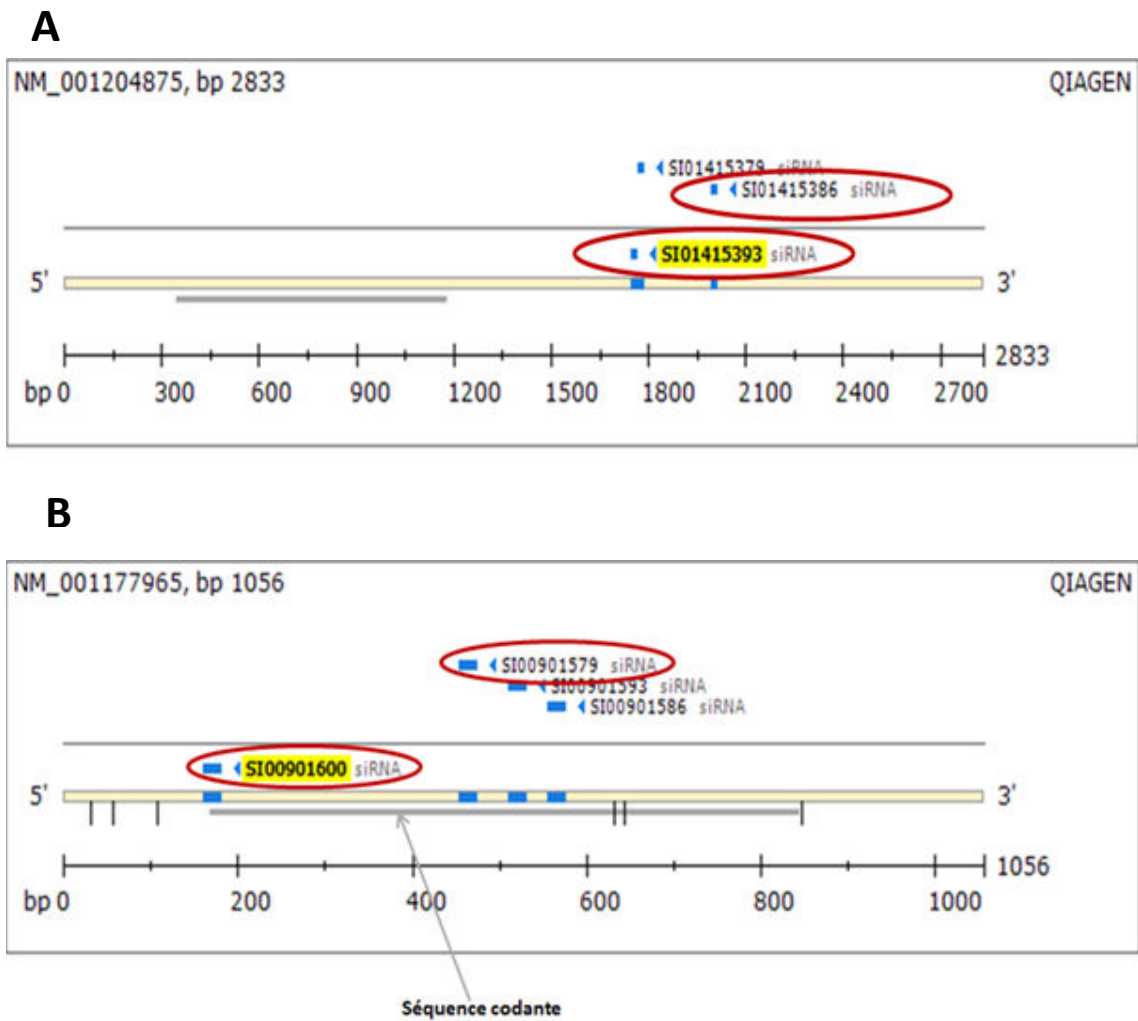 A
NM_001204875, bp 2833 QIAGEN
SI01415379 siRNA
SI01415386 siRNA
SI01415393 siRNA
5' 3'
2833
bp 0 300 600 900 1200 1500 1800 2100 2400 2700
B
NM_001177965, bp 1056 QIAGEN
SI00901579 siRNA
SI00901593 siRNA
SI00901586 siRNA
SI00901600 siRNA
5' 3'
1056
bp 0 200 400 600 800 1000
Séquence codante